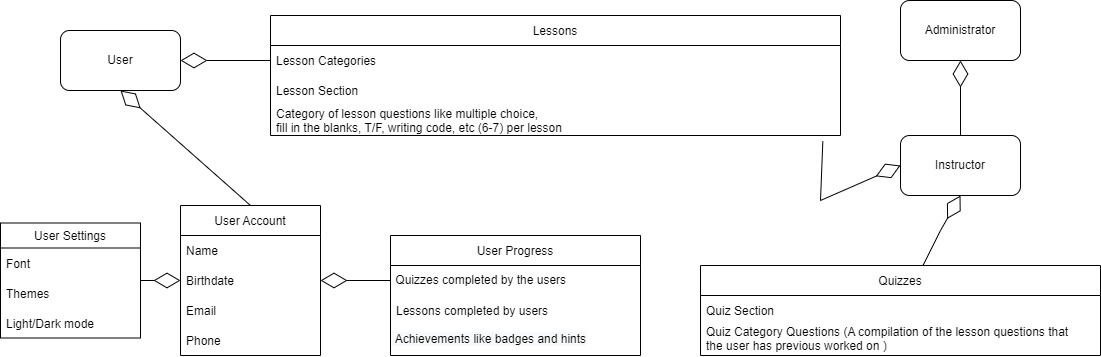 User
Lessons
Lesson Categories
Lesson Section
Category of lesson questions like multiple choice,
fill in the blanks, T/F, writing code, etc (6-7) per lesson
Administrator
Instructor
User Settings
Font
Themes
Light/Dark mode
User Account
Name
Birthdate
Email
Phone
User Progress
Quizzes completed by the users
Lessons completed by users
Achievements like badges and hints
Quizzes
Quiz Section
Quiz Category Questions (A compilation of the lesson questions that
the user has previous worked on )